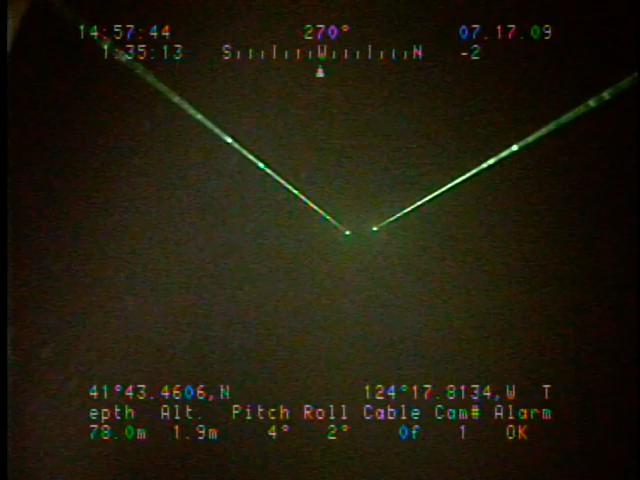 14:57:44 270° 07.17.09
1:35:13 S W N -2
41°43.4606,N 124°17.8134,W T
epth Alt. Pitch Roll Cable Cam# Alarm
78.0m 1.9m 4° 2° 0f 1 OK